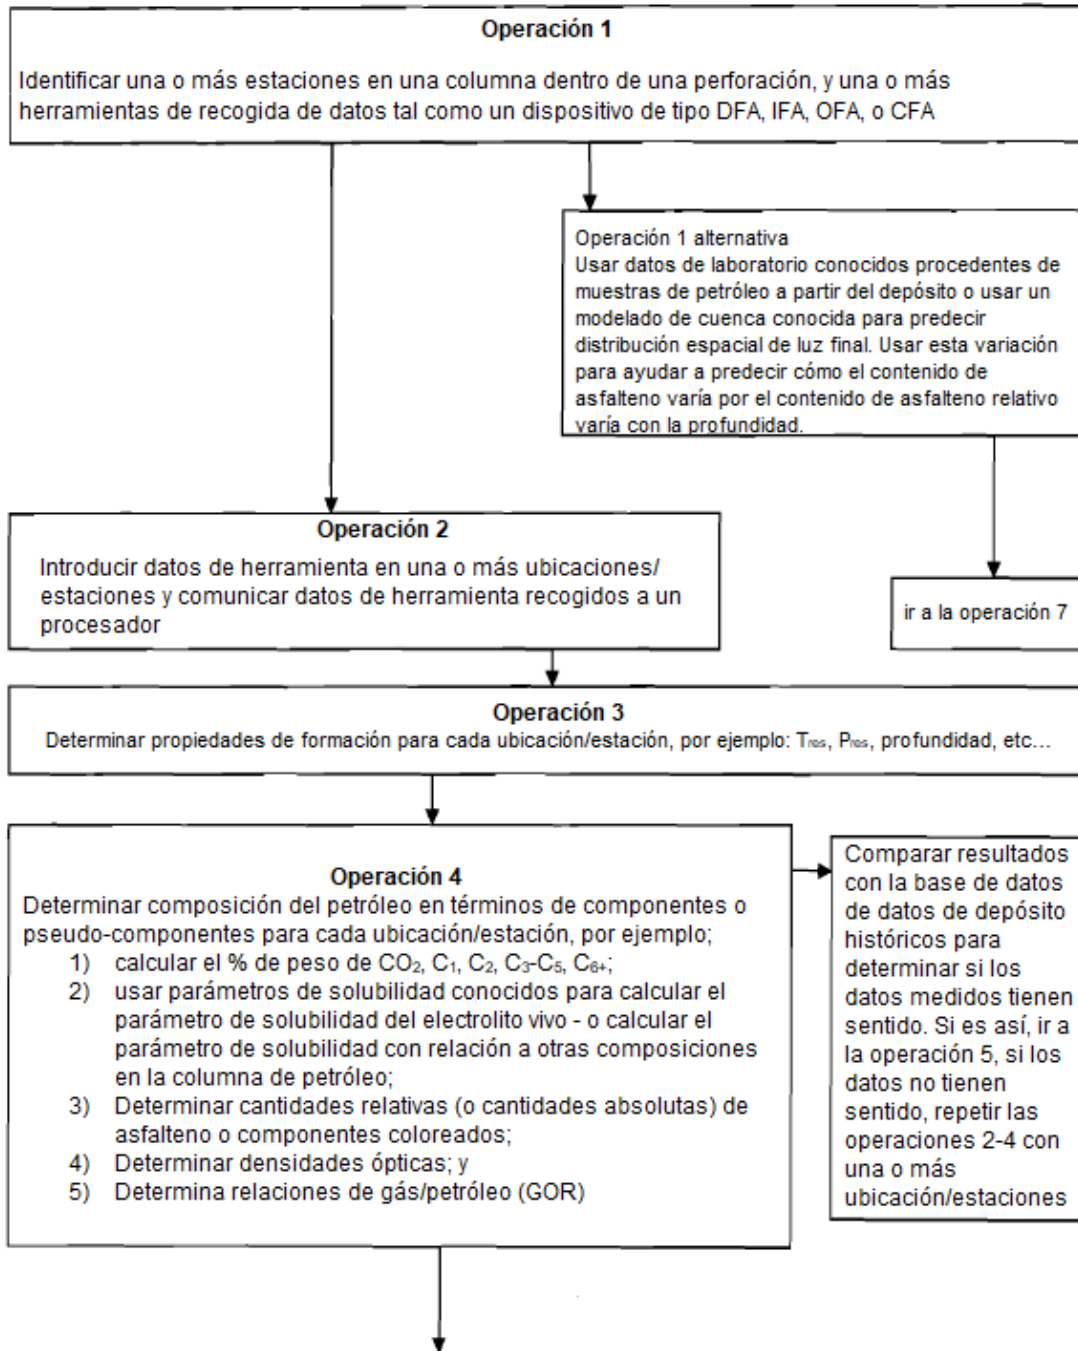 Operación 1
Identificar una o más estaciones en una columna dentro de una perforación, y una o más
herramientas de recogida de datos tal como un dispositivo de tipo DFA, IFA, OFA, o CFA
Operación 1 alternativa
Usar datos de laboratorio conocidos procedentes de
muestras de petróleo a partir del depósito o usar un
modelado de cuenca conocida para predecir
distribución espacial de luz final. Usar esta variación
para ayudar a predecir cómo el contenido de
asfalteno varía por el contenido de asfalteno relativo
varía con la profundidad.
Operación 2
Introducir datos de herramienta en una o más ubicaciones/
estaciones y comunicar datos de herramienta recogidos a un
procesador
ir a la operación 7
Operación 3
Determinar propiedades de formación para cada ubicación/estación, por ejemplo: Tres, Pres, profundidad, etc...
Operación 4
Determinar composición del petróleo en términos de componentes o
pseudo-componentes para cada ubicación/estación, por ejemplo;
1) calcular el % de peso de CO₂, C₁, C₂, C₃-C₅, C₆₊;
2) usar parámetros de solubilidad conocidos para calcular el
parámetro de solubilidad del electrolito vivo - o calcular el
parámetro de solubilidad con relación a otras composiciones
en la columna de petróleo;
3) Determinar cantidades relativas (o cantidades absolutas) de
asfalteno o componentes coloreados;
4) Determinar densidades ópticas; y
5) Determina relaciones de gás/petróleo (GOR)
Comparar resultados
con la base de datos
de datos de depósito
históricos para
determinar si los
datos medidos tienen
sentido. Si es así, ir a
la operación 5, si los
datos no tienen
sentido, repetir las
operaciones 2-4 con
una o más
ubicación/estaciones